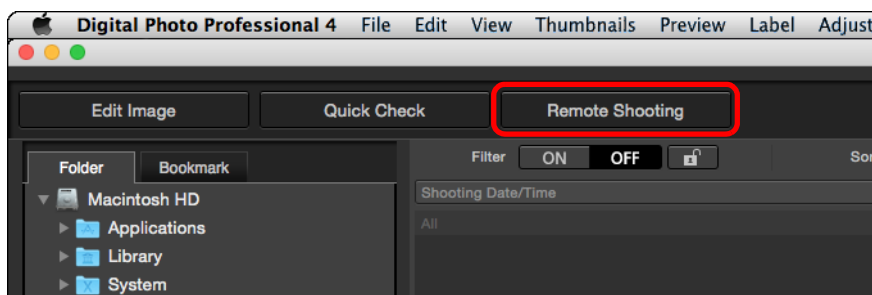 Digital Photo Professional 4 File Edit View Thumbnails Preview Label Adjust
Edit Image Quick Check Remote Shooting
Folder Bookmark Filter ON OFF
Macintosh HD Shooting Date/Time
Applications All
Library
System